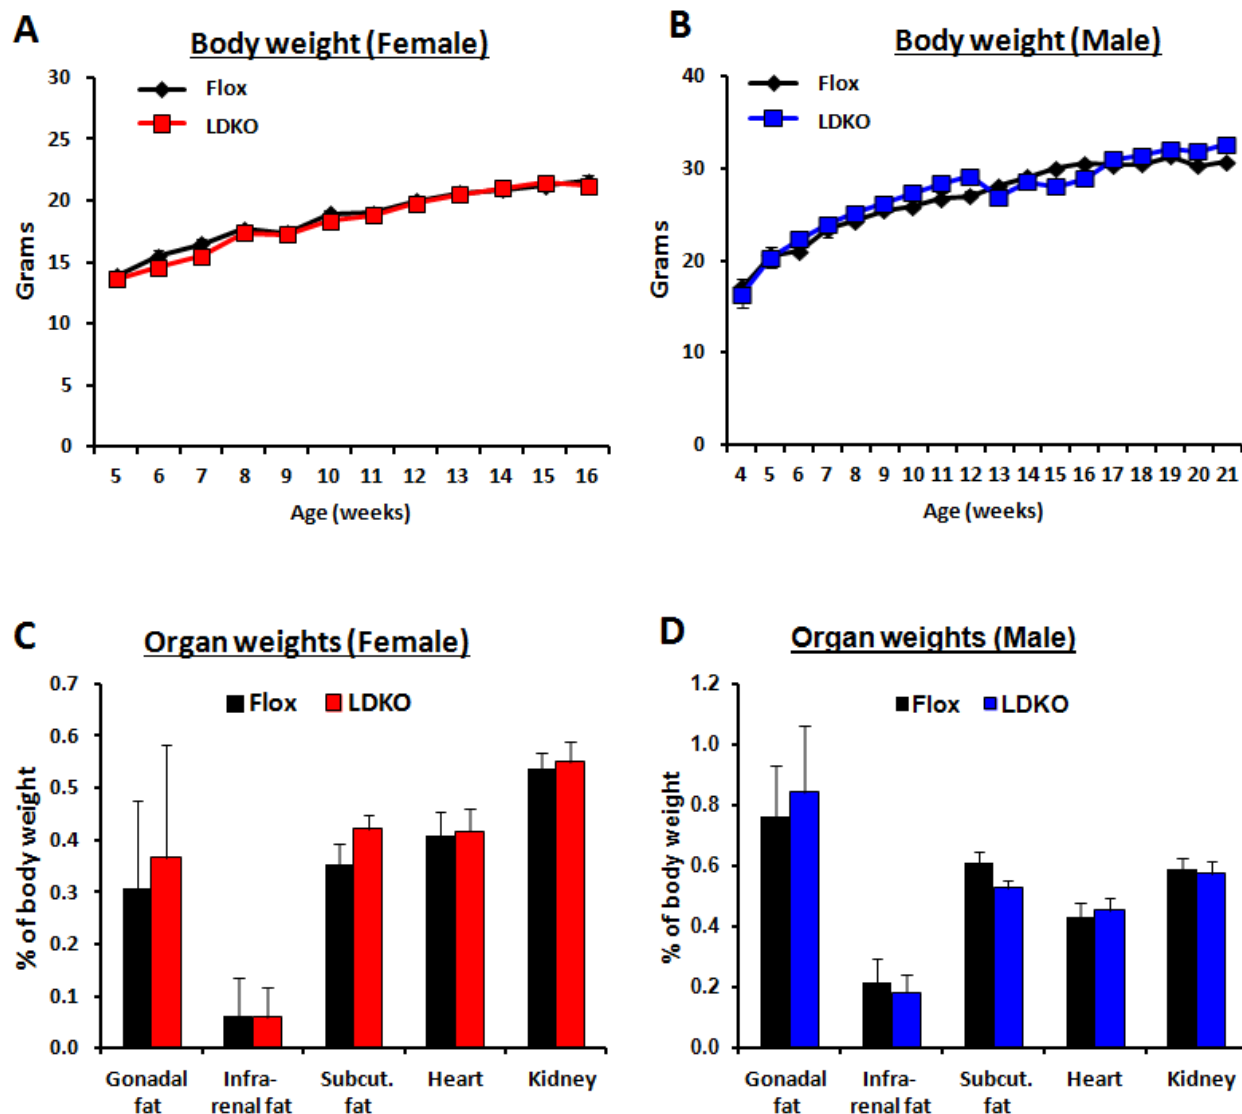 A
Body weight (Female)
30
25
20
15
10
5
0
Grams
Flox
LDKO
5 6 7 8 9 10 11 12 13 14 15 16
Age (weeks)
B
Body weight (Male)
40
30
20
10
0
Grams
Flox
LDKO
4 5 6 7 8 9 10 11 12 13 14 15 16 17 18 19 20 21
Age (weeks)
C
Organ weights (Female)
0.7
0.6
0.5
0.4
0.3
0.2
0.1
0.0
% of body weight
Flox LDKO
Gonadal Infra- Subcut. Heart Kidney
fat renal fat fat
D
Organ weights (Male)
1.2
1.0
0.8
0.6
0.4
0.2
0.0
% of body weight
Flox LDKO
Gonadal Infra- Subcut. Heart Kidney
fat renal fat fat